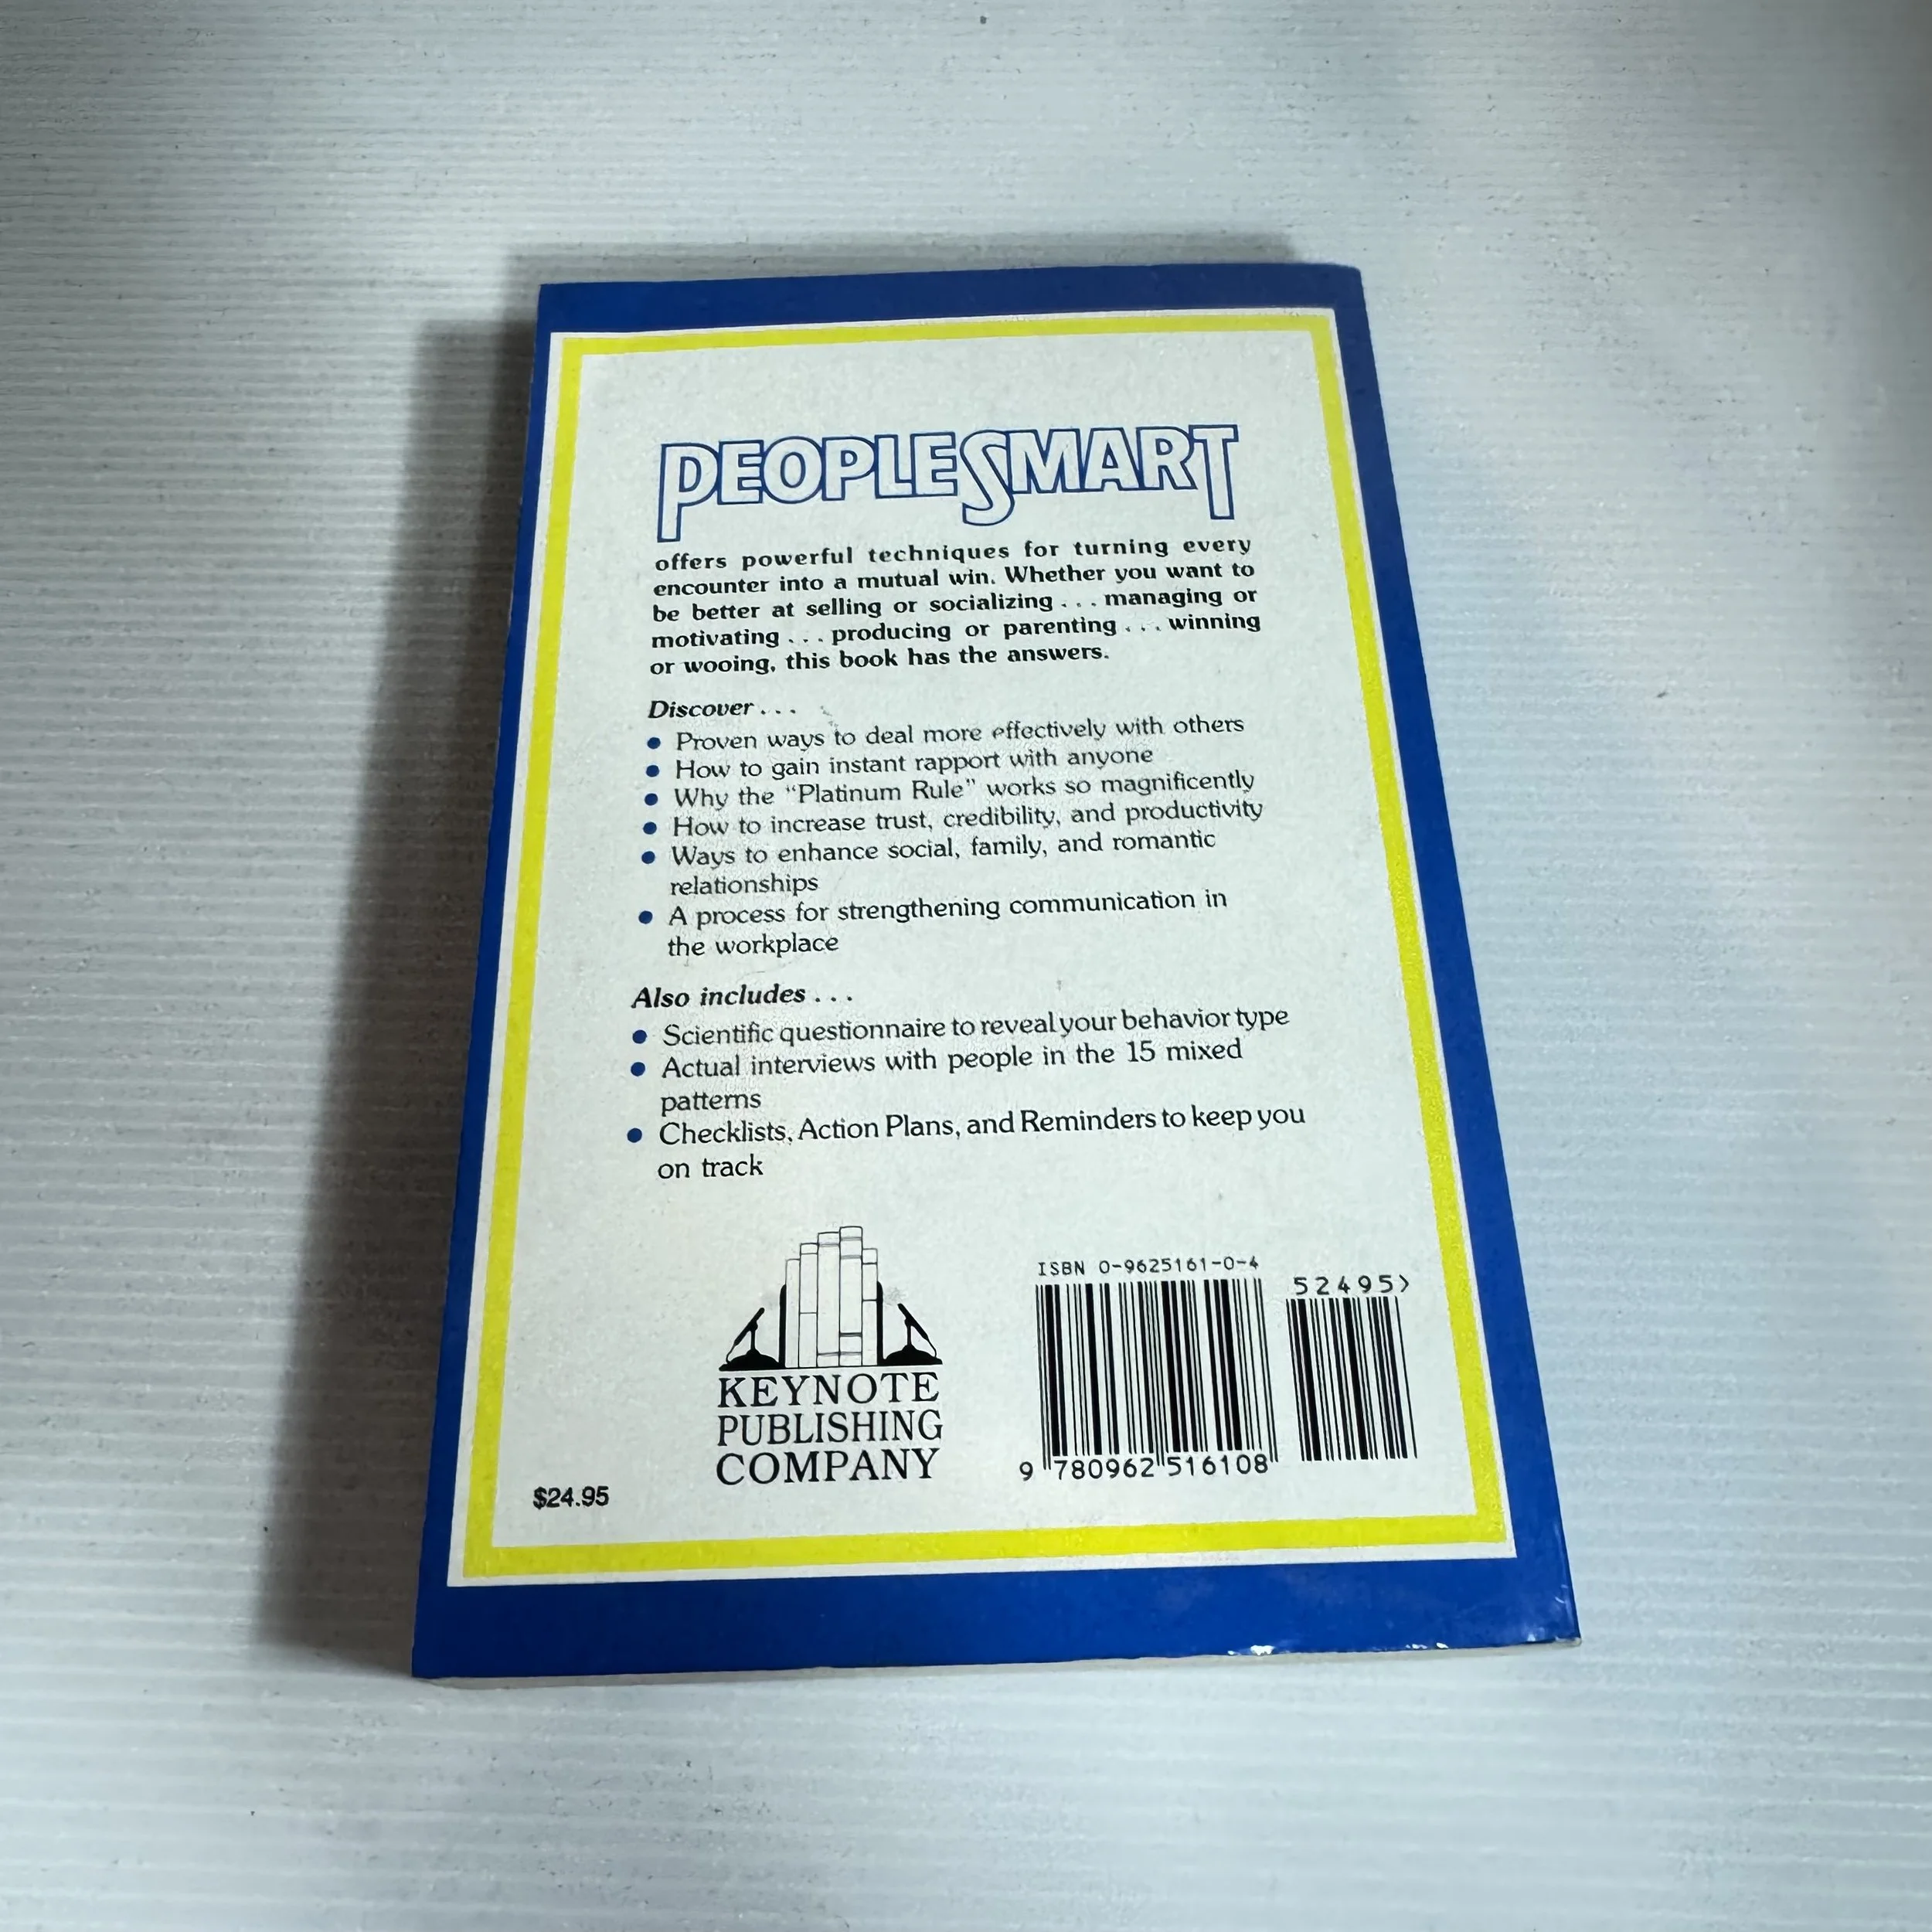 PEOPLESMART
offers powerful techniques for turning every
encounter into a mutual win. Whether you want to
be better at selling or socializing . . . managing or
motivating . . . producing or parenting . . . winning
or wooing, this book has the answers.
Discover . . .
● Proven ways to deal more effectively with others
● How to gain instant rapport with anyone
● Why the “Platinum Rule” works so magnificently
● How to increase trust, credibility, and productivity
● Ways to enhance social, family, and romantic
relationships
● A process for strengthening communication in
the workplace
Also includes . . .
● Scientific questionnaire to reveal your behavior type
● Actual interviews with people in the 15 mixed
patterns
● Checklists, Action Plans, and Reminders to keep you
on track
KEYNOTE
PUBLISHING
COMPANY
$24.95
ISBN 0-9625161-0-4
52495>
9 780962 516108